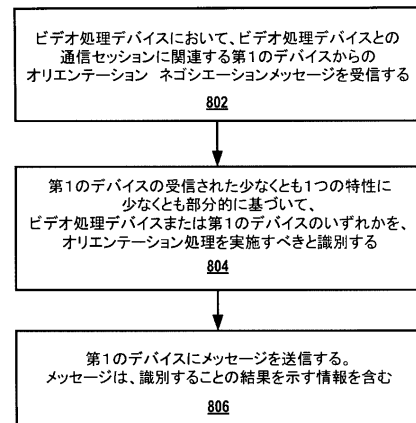 ビデオ処理デバイスにおいて、ビデオ処理デバイスとの
通信セッションに関連する第1のデバイスからの
オリエンテーション ネゴシエーションメッセージを受信する
802
第1のデバイスの受信された少なくとも1つの特性に
少なくとも部分的に基づいて、
ビデオ処理デバイスまたは第1のデバイスのいずれかを、
オリエンテーション処理を実施すべきと識別する
804
第1のデバイスにメッセージを送信する。
メッセージは、識別することの結果を示す情報を含む
806